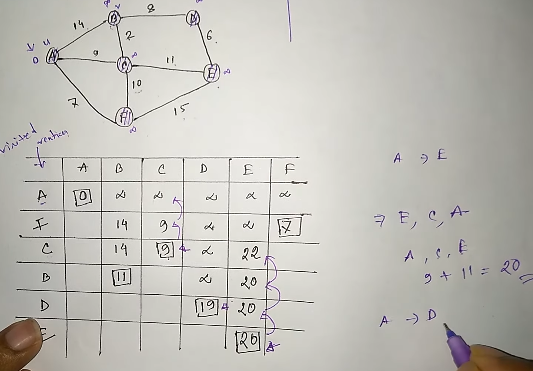 14
8
B
D
2
6
A
0
9
C
11
E
10
7
F
15
visited vertices
A B C D E F
A 0 ∞ ∞ ∞ ∞ ∞
F 14 9 ∞ ∞ 7
C 14 9 ∞ 22
B 11 ∞ 20
D 19 20
E 20
A → E
⇒ E, C, A
A, C, E
9 + 11 = 20
A → D